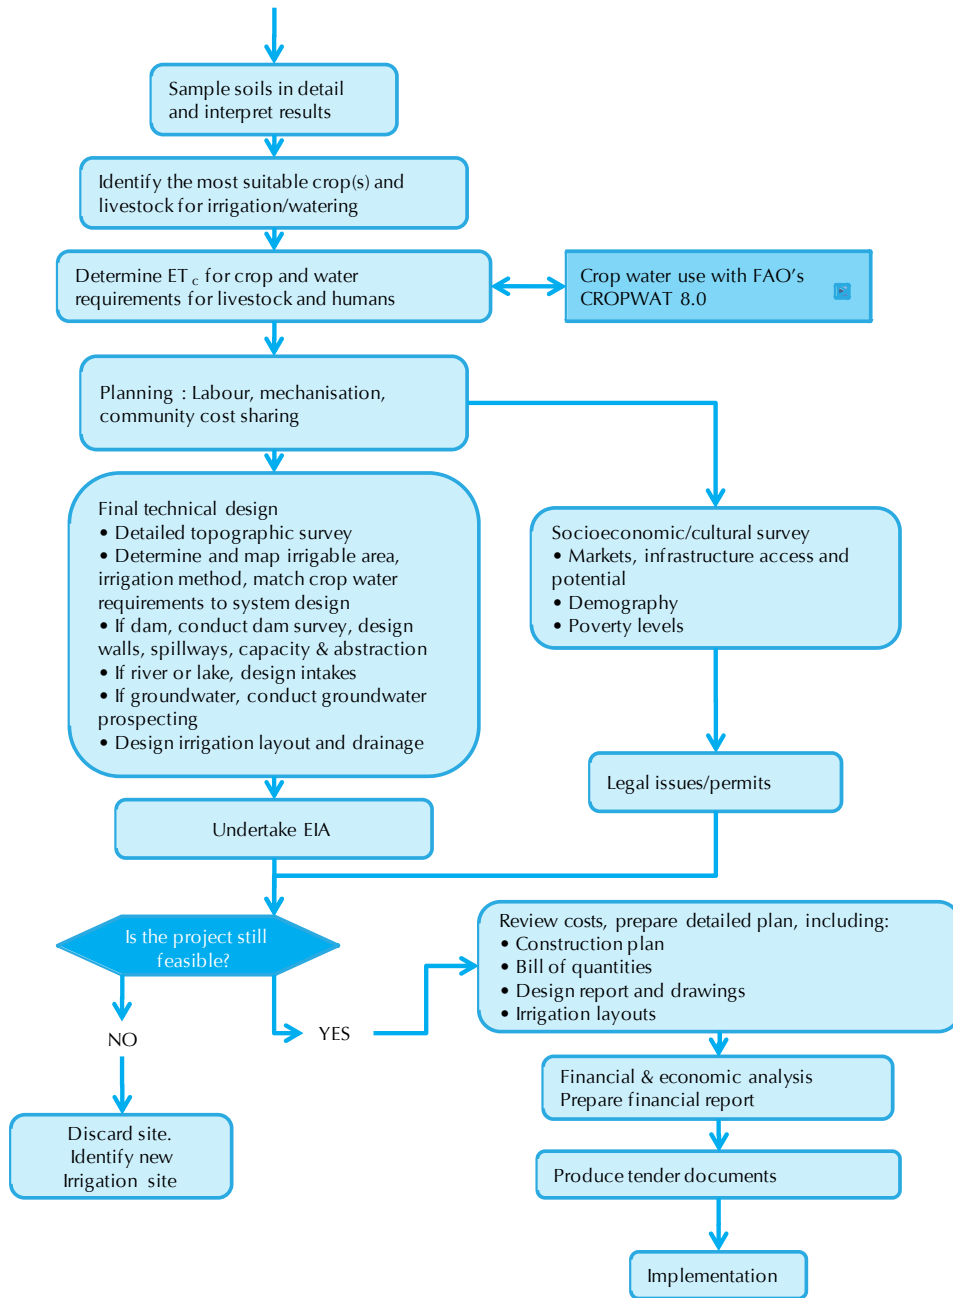 Sample soils in detail
and interpret results
Identify the most suitable crop(s) and
livestock for irrigation/watering
Determine ET c for crop and water
requirements for livestock and humans
Crop water use with FAO's
CROPWAT 8.0
Planning : Labour, mechanisation,
community cost sharing
Final technical design
• Detailed topographic survey
• Determine and map irrigable area,
irrigation method, match crop water
requirements to system design
• If dam, conduct dam survey, design
walls, spillways, capacity & abstraction
• If river or lake, design intakes
• If groundwater, conduct groundwater
prospecting
• Design irrigation layout and drainage
Socioeconomic/cultural survey
• Markets, infrastructure access and
potential
• Demography
• Poverty levels
Legal issues/permits
Undertake EIA
Is the project still
feasible?
NO
YES
Discard site.
Identify new
Irrigation site
Review costs, prepare detailed plan, including:
• Construction plan
• Bill of quantities
• Design report and drawings
• Irrigation layouts
Financial & economic analysis
Prepare financial report
Produce tender documents
Implementation